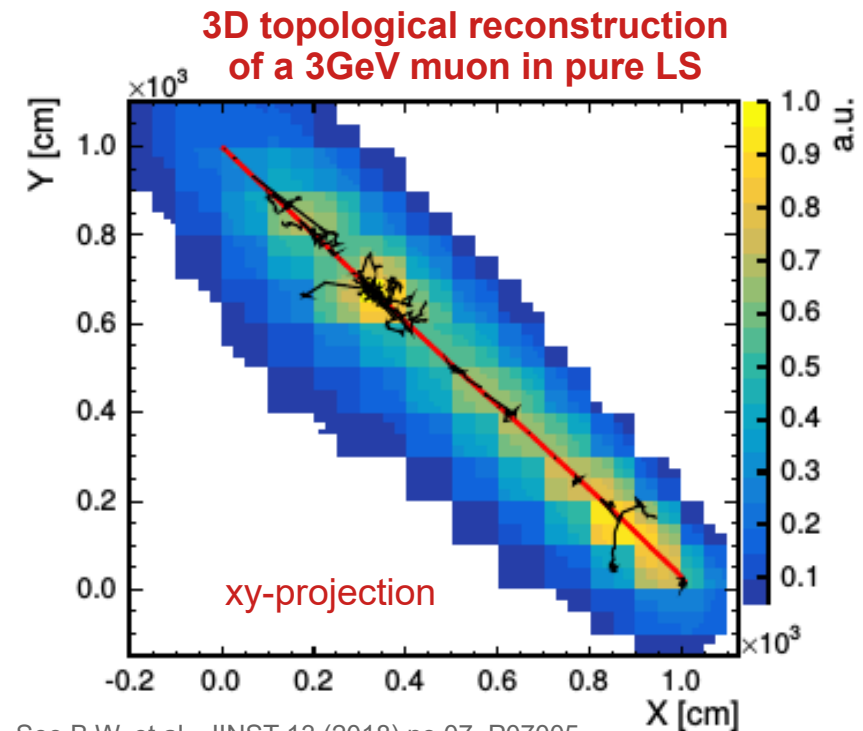 3D topological reconstruction
of a 3GeV muon in pure LS
×10³
Y [cm]
1.0
0.8
0.6
0.4
0.2
0.0
xy-projection
-0.2 0.0 0.2 0.4 0.6 0.8 1.0
×10³
X [cm]
1.0
0.9
0.8
0.7
0.6
0.5
0.4
0.3
0.2
0.1
a.u.